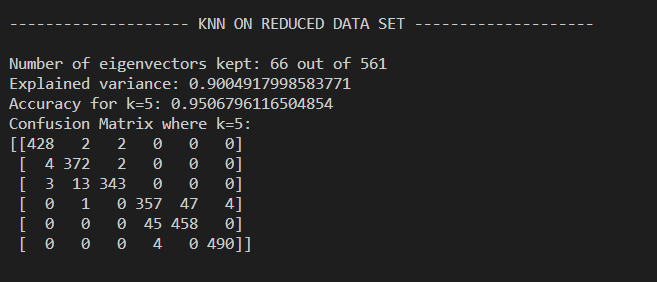 -------------------- KNN ON REDUCED DATA SET --------------------
Number of eigenvectors kept: 66 out of 561
Explained variance: 0.9004917998583771
Accuracy for k=5: 0.9506796116504854
Confusion Matrix where k=5:
[[428   2   2   0   0   0]
 [  4 372   2   0   0   0]
 [  3  13 343   0   0   0]
 [  0   1   0 357  47   4]
 [  0   0   0  45 458   0]
 [  0   0   0   4   0 490]]